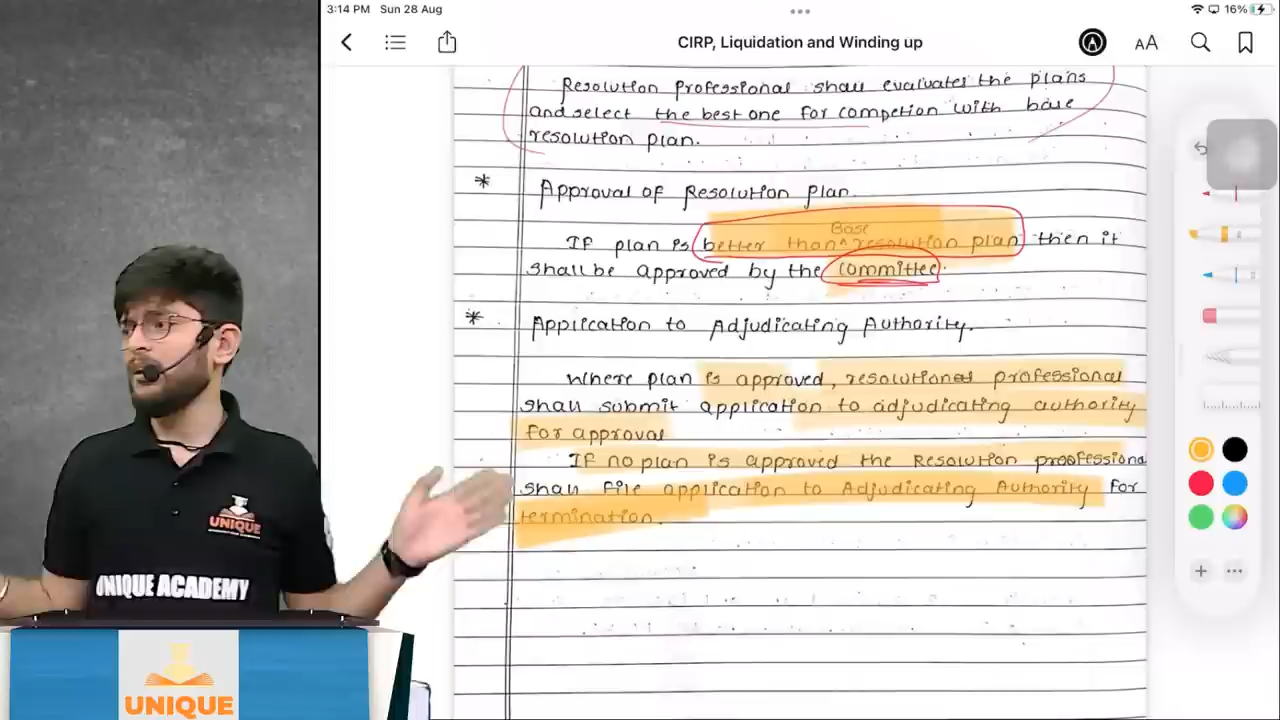 3:14 PM Sun 28 Aug
16%
CIRP, Liquidation and Winding up
AA
Resolution Professional shall evaluates the plans
and select the best one for competion with base
resolution plan.
* Approval of Resolution Plan.
Base
If plan is better than^ resolution plan then it
shall be approved by the committee.
* Application to Adjudicating Authority.
Where plan is approved, resolutional professional
shall submit application to adjudicating authority
for approval
If no plan is approved the Resolution proofessiona
shall file application to Adjudicating Authority for
termination.
UNIQUE
UNIQUE ACADEMY
UNIQUE